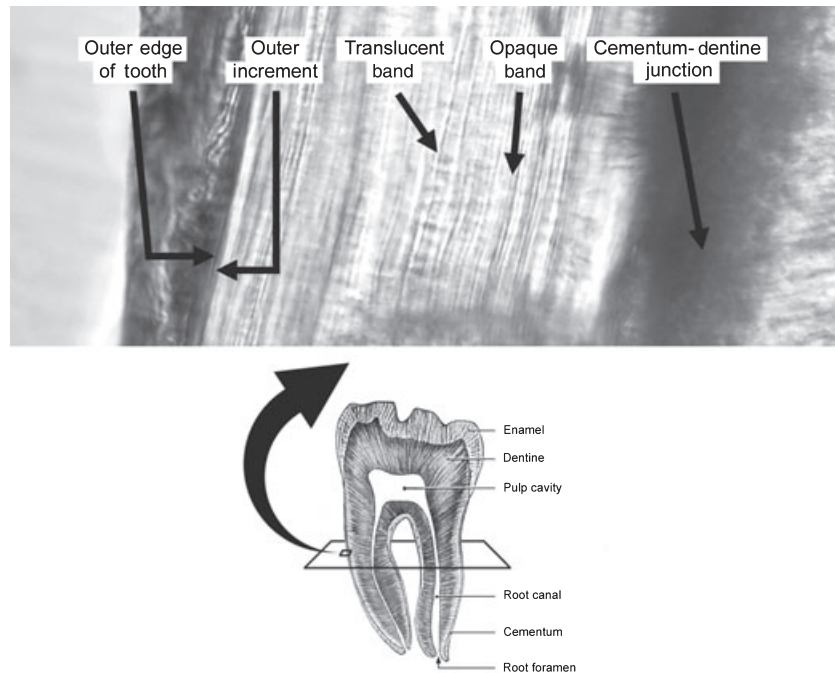 Outer edge
of tooth
Outer
increment
Translucent
band
Opaque
band
Cementum-dentine
junction
Enamel
Dentine
Pulp cavity
Root canal
Cementum
Root foramen